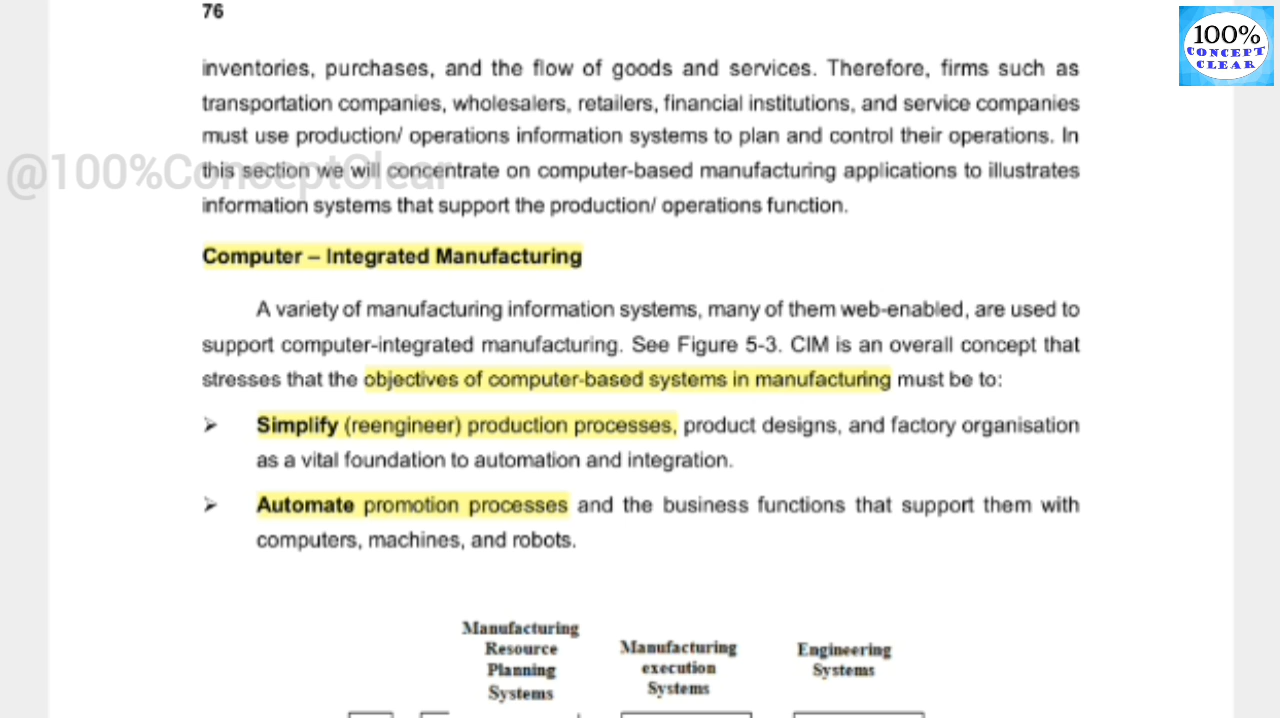 76
100%
CONCEPT
CLEAR
inventories, purchases, and the flow of goods and services. Therefore, firms such as
transportation companies, wholesalers, retailers, financial institutions, and service companies
must use production/ operations information systems to plan and control their operations. In
@100%ConceptClear
this section we will concentrate on computer-based manufacturing applications to illustrates
information systems that support the production/ operations function.
Computer – Integrated Manufacturing
A variety of manufacturing information systems, many of them web-enabled, are used to
support computer-integrated manufacturing. See Figure 5-3. CIM is an overall concept that
stresses that the objectives of computer-based systems in manufacturing must be to:
➢ Simplify (reengineer) production processes, product designs, and factory organisation
as a vital foundation to automation and integration.
➢ Automate promotion processes and the business functions that support them with
computers, machines, and robots.
Manufacturing
Resource
Planning
Systems
Manufacturing
execution
Systems
Engineering
Systems